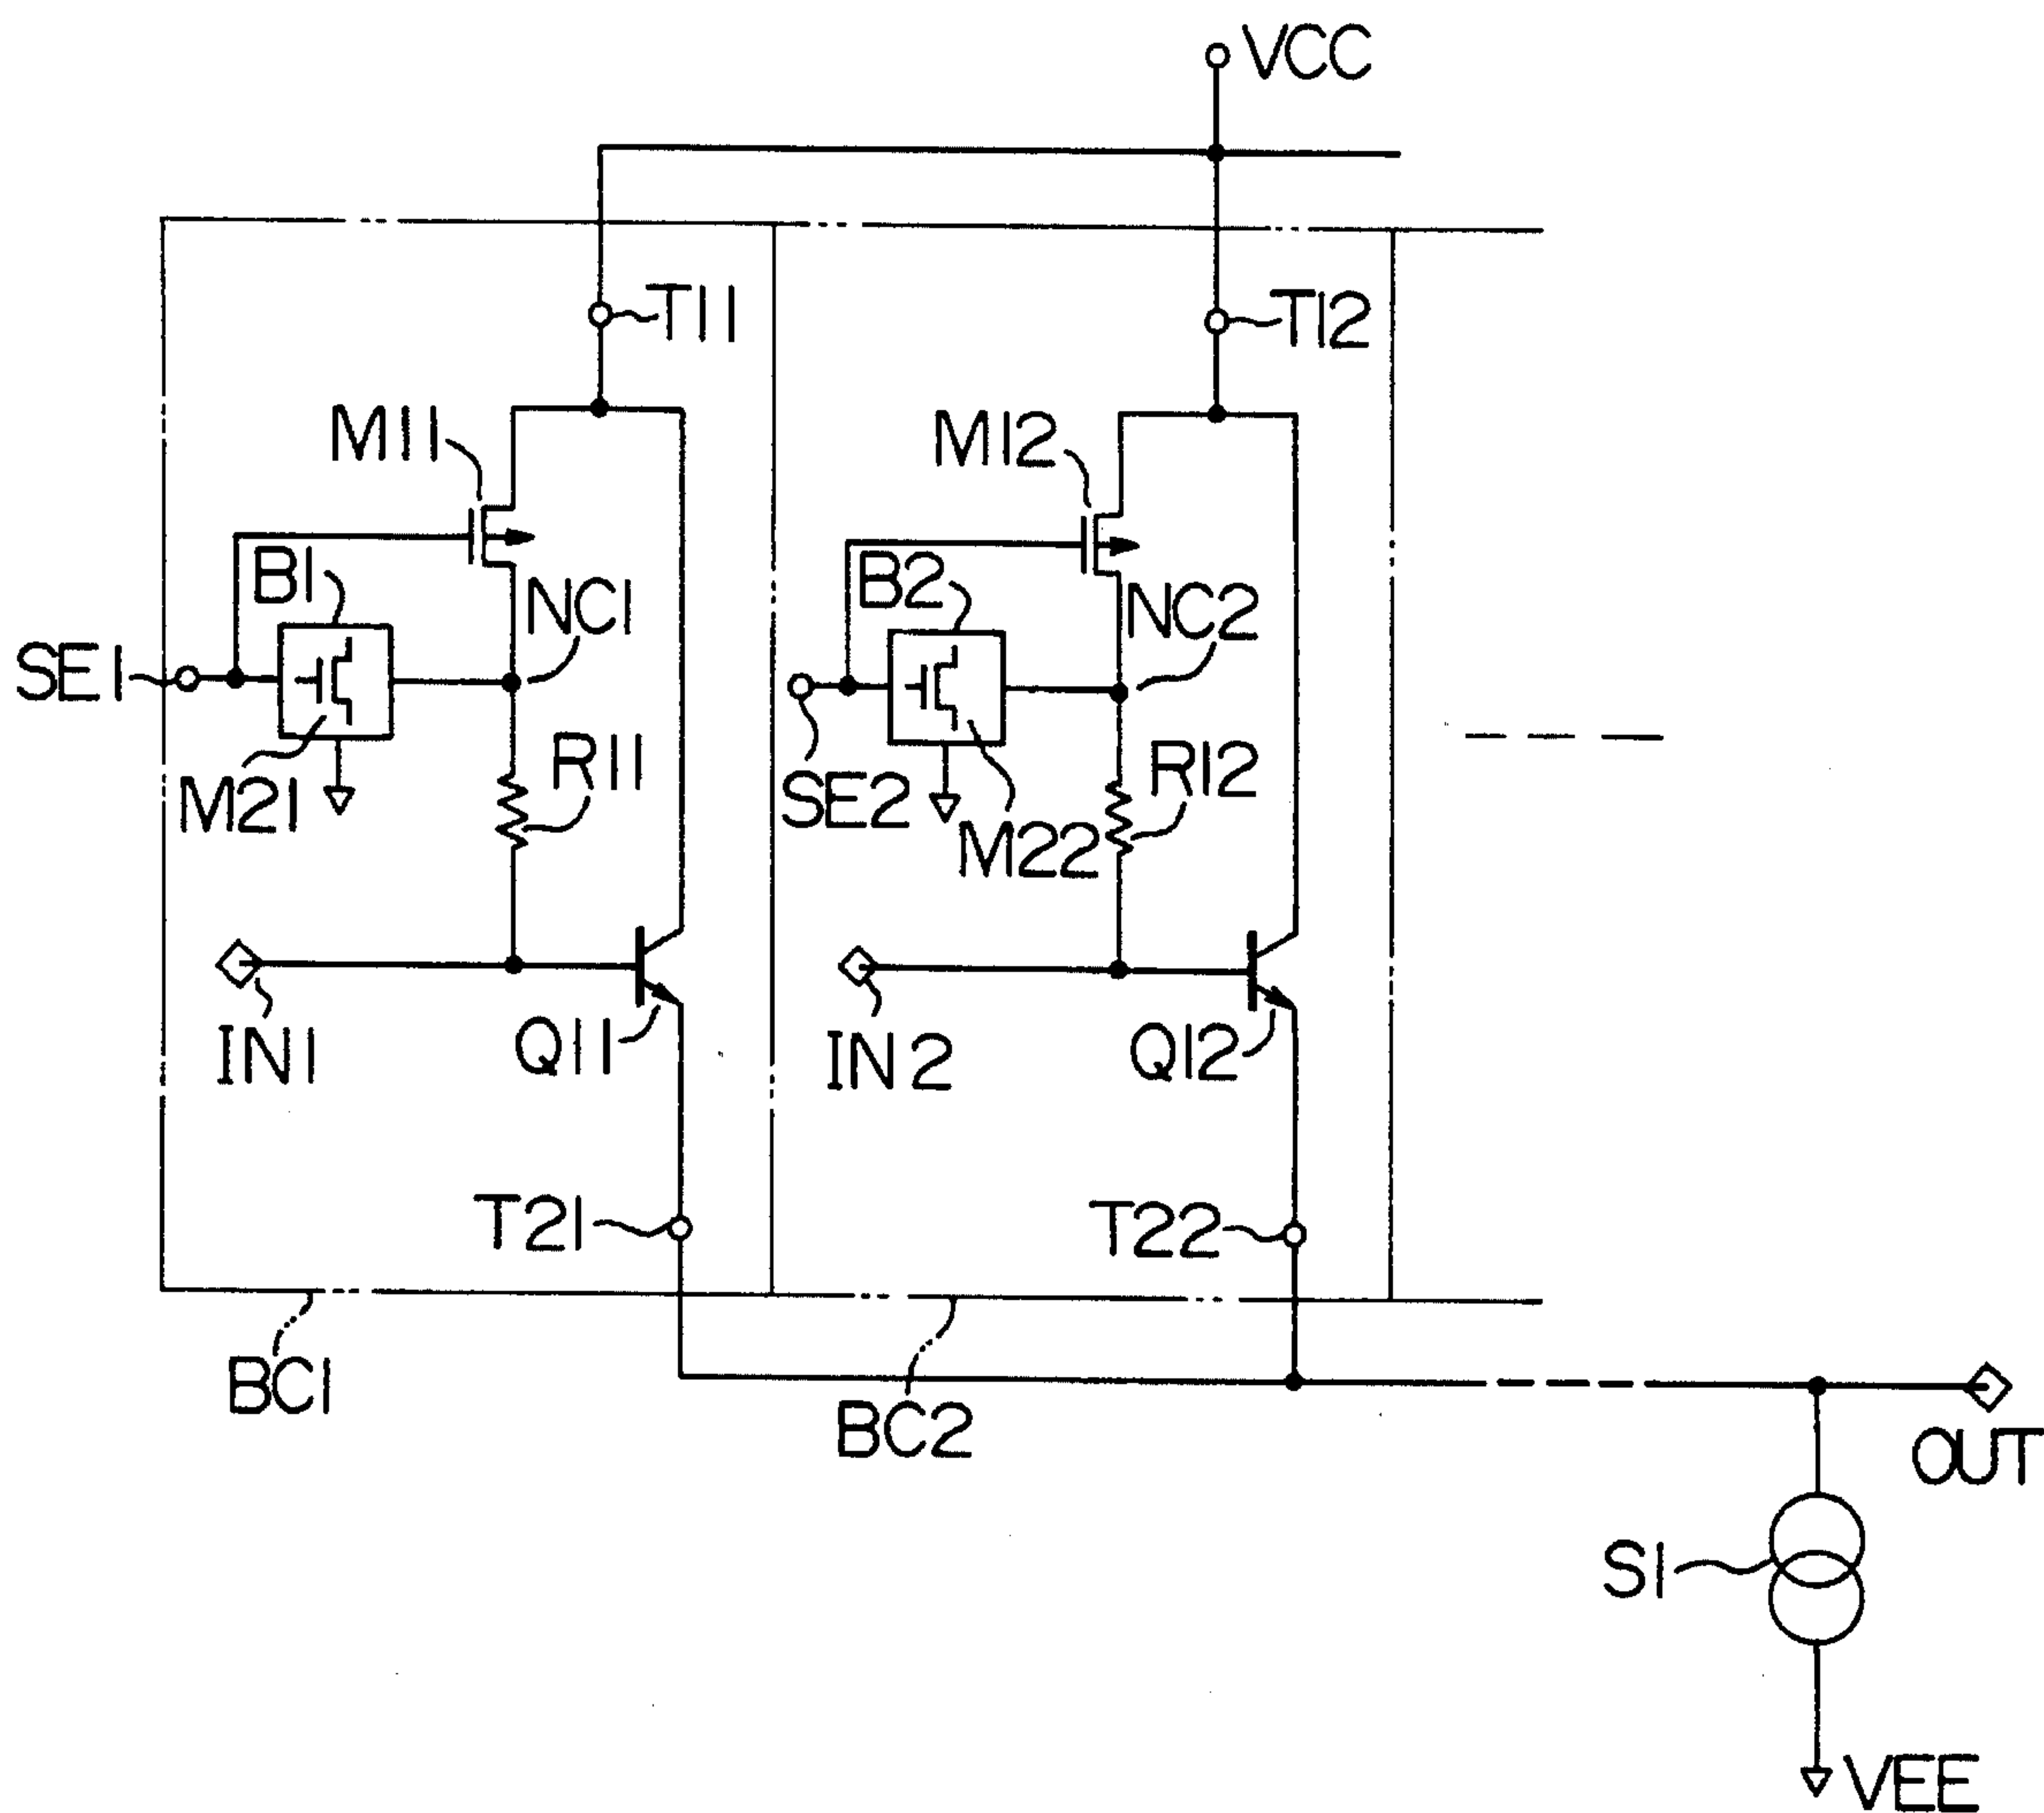 VCC
T11
T12
M11
M12
B1
NC1
B2
NC2
SE1
M21
R11
SE2
M22
R12
IN1
Q11
IN2
Q12
T21
T22
BC1
BC2
OUT
S1
VEE